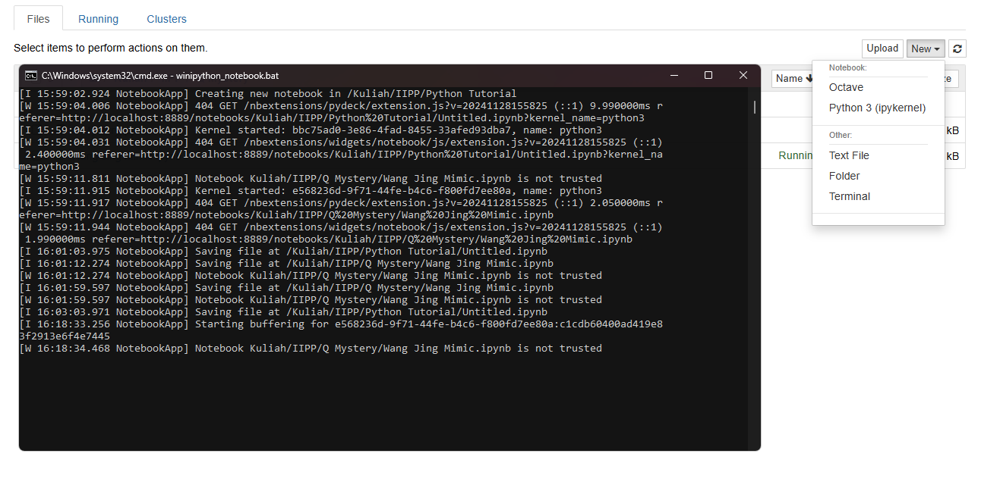 Files Running Clusters
Select items to perform actions on them.
Upload New
Notebook:
Octave
Python 3 (ipykernel)
Other:
Text File
Folder
Terminal
Name
kB
kB
C:\Windows\system32\cmd.exe - winipython_notebook.bat
[I 15:59:02.924 NotebookApp] Creating new notebook in /Kuliah/IIPP/Python Tutorial
[W 15:59:04.006 NotebookApp] 404 GET /nbextensions/pydeck/extension.js?v=20241128155825 (::1) 9.990000ms r
eferer=http://localhost:8889/notebooks/Kuliah/IIPP/Python%20Tutorial/Untitled.ipynb?kernel_name=python3
[I 15:59:04.012 NotebookApp] Kernel started: bbc75ad0-3e86-4fad-8455-33afed93dba7, name: python3
[W 15:59:04.031 NotebookApp] 404 GET /nbextensions/widgets/notebook/js/extension.js?v=20241128155825 (::1)
 2.400000ms referer=http://localhost:8889/notebooks/Kuliah/IIPP/Python%20Tutorial/Untitled.ipynb?kernel_na
me=python3
[W 15:59:11.811 NotebookApp] Notebook Kuliah/IIPP/Q Mystery/Wang Jing Mimic.ipynb is not trusted
[I 15:59:11.915 NotebookApp] Kernel started: e568236d-9f71-44fe-b4c6-f800fd7ee80a, name: python3
[W 15:59:11.917 NotebookApp] 404 GET /nbextensions/pydeck/extension.js?v=20241128155825 (::1) 2.050000ms r
eferer=http://localhost:8889/notebooks/Kuliah/IIPP/Q%20Mystery/Wang%20Jing%20Mimic.ipynb
[W 15:59:11.944 NotebookApp] 404 GET /nbextensions/widgets/notebook/js/extension.js?v=20241128155825 (::1)
 1.990000ms referer=http://localhost:8889/notebooks/Kuliah/IIPP/Q%20Mystery/Wang%20Jing%20Mimic.ipynb
[I 16:01:03.975 NotebookApp] Saving file at /Kuliah/IIPP/Python Tutorial/Untitled.ipynb
[I 16:01:12.274 NotebookApp] Saving file at /Kuliah/IIPP/Q Mystery/Wang Jing Mimic.ipynb
[W 16:01:12.274 NotebookApp] Notebook Kuliah/IIPP/Q Mystery/Wang Jing Mimic.ipynb is not trusted
[I 16:01:59.597 NotebookApp] Saving file at /Kuliah/IIPP/Q Mystery/Wang Jing Mimic.ipynb
[W 16:01:59.597 NotebookApp] Notebook Kuliah/IIPP/Q Mystery/Wang Jing Mimic.ipynb is not trusted
[I 16:03:03.971 NotebookApp] Saving file at /Kuliah/IIPP/Python Tutorial/Untitled.ipynb
[I 16:18:33.256 NotebookApp] Starting buffering for e568236d-9f71-44fe-b4c6-f800fd7ee80a:c1cdb60400ad419e8
3f2913e6f4e7445
[W 16:18:34.468 NotebookApp] Notebook Kuliah/IIPP/Q Mystery/Wang Jing Mimic.ipynb is not trusted